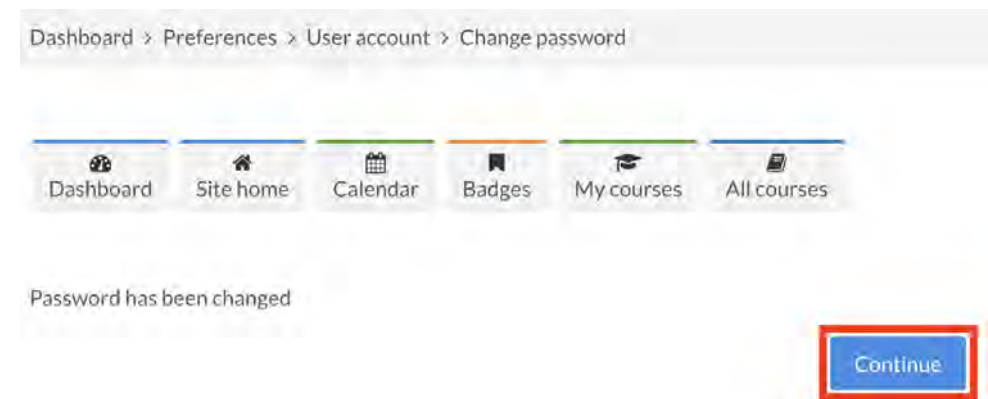 Dashboard > Preferences > User account > Change password
Dashboard Site home Calendar Badges My courses All courses
Password has been changed
Continue